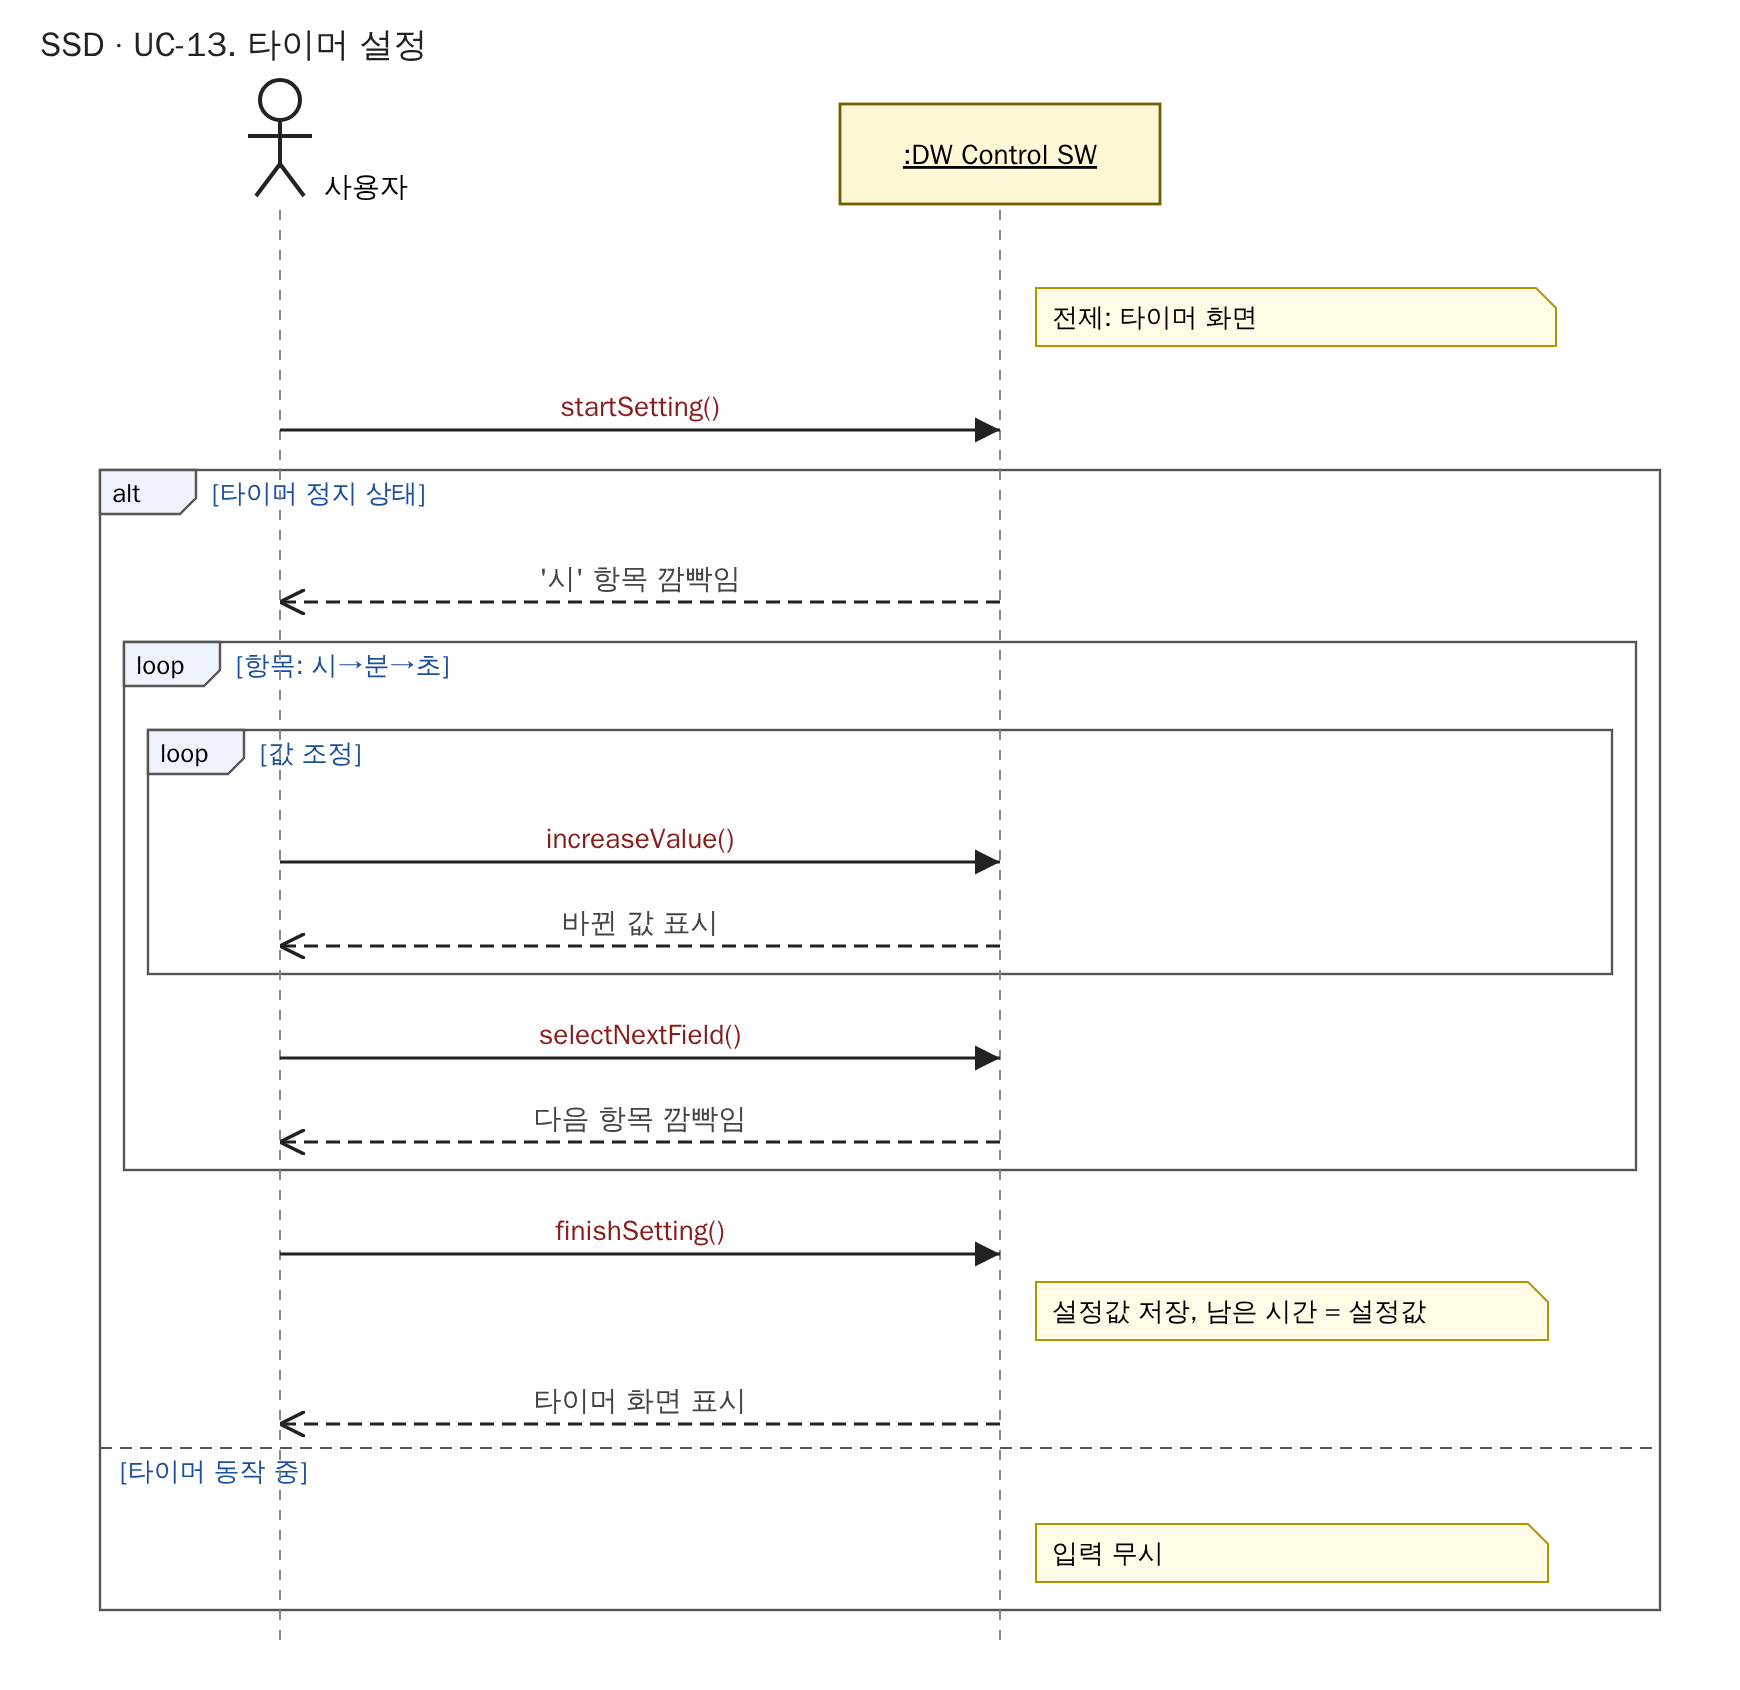 SSD · UC-13. 타이머 설정
사용자
:DW Control SW
전제: 타이머 화면
startSetting()
alt
[타이머 정지 상태]
'시' 항목 깜빡임
loop
[항목: 시→분→초]
loop
[값 조정]
increaseValue()
바뀐 값 표시
selectNextField()
다음 항목 깜빡임
finishSetting()
설정값 저장, 남은 시간 = 설정값
타이머 화면 표시
[타이머 동작 중]
입력 무시